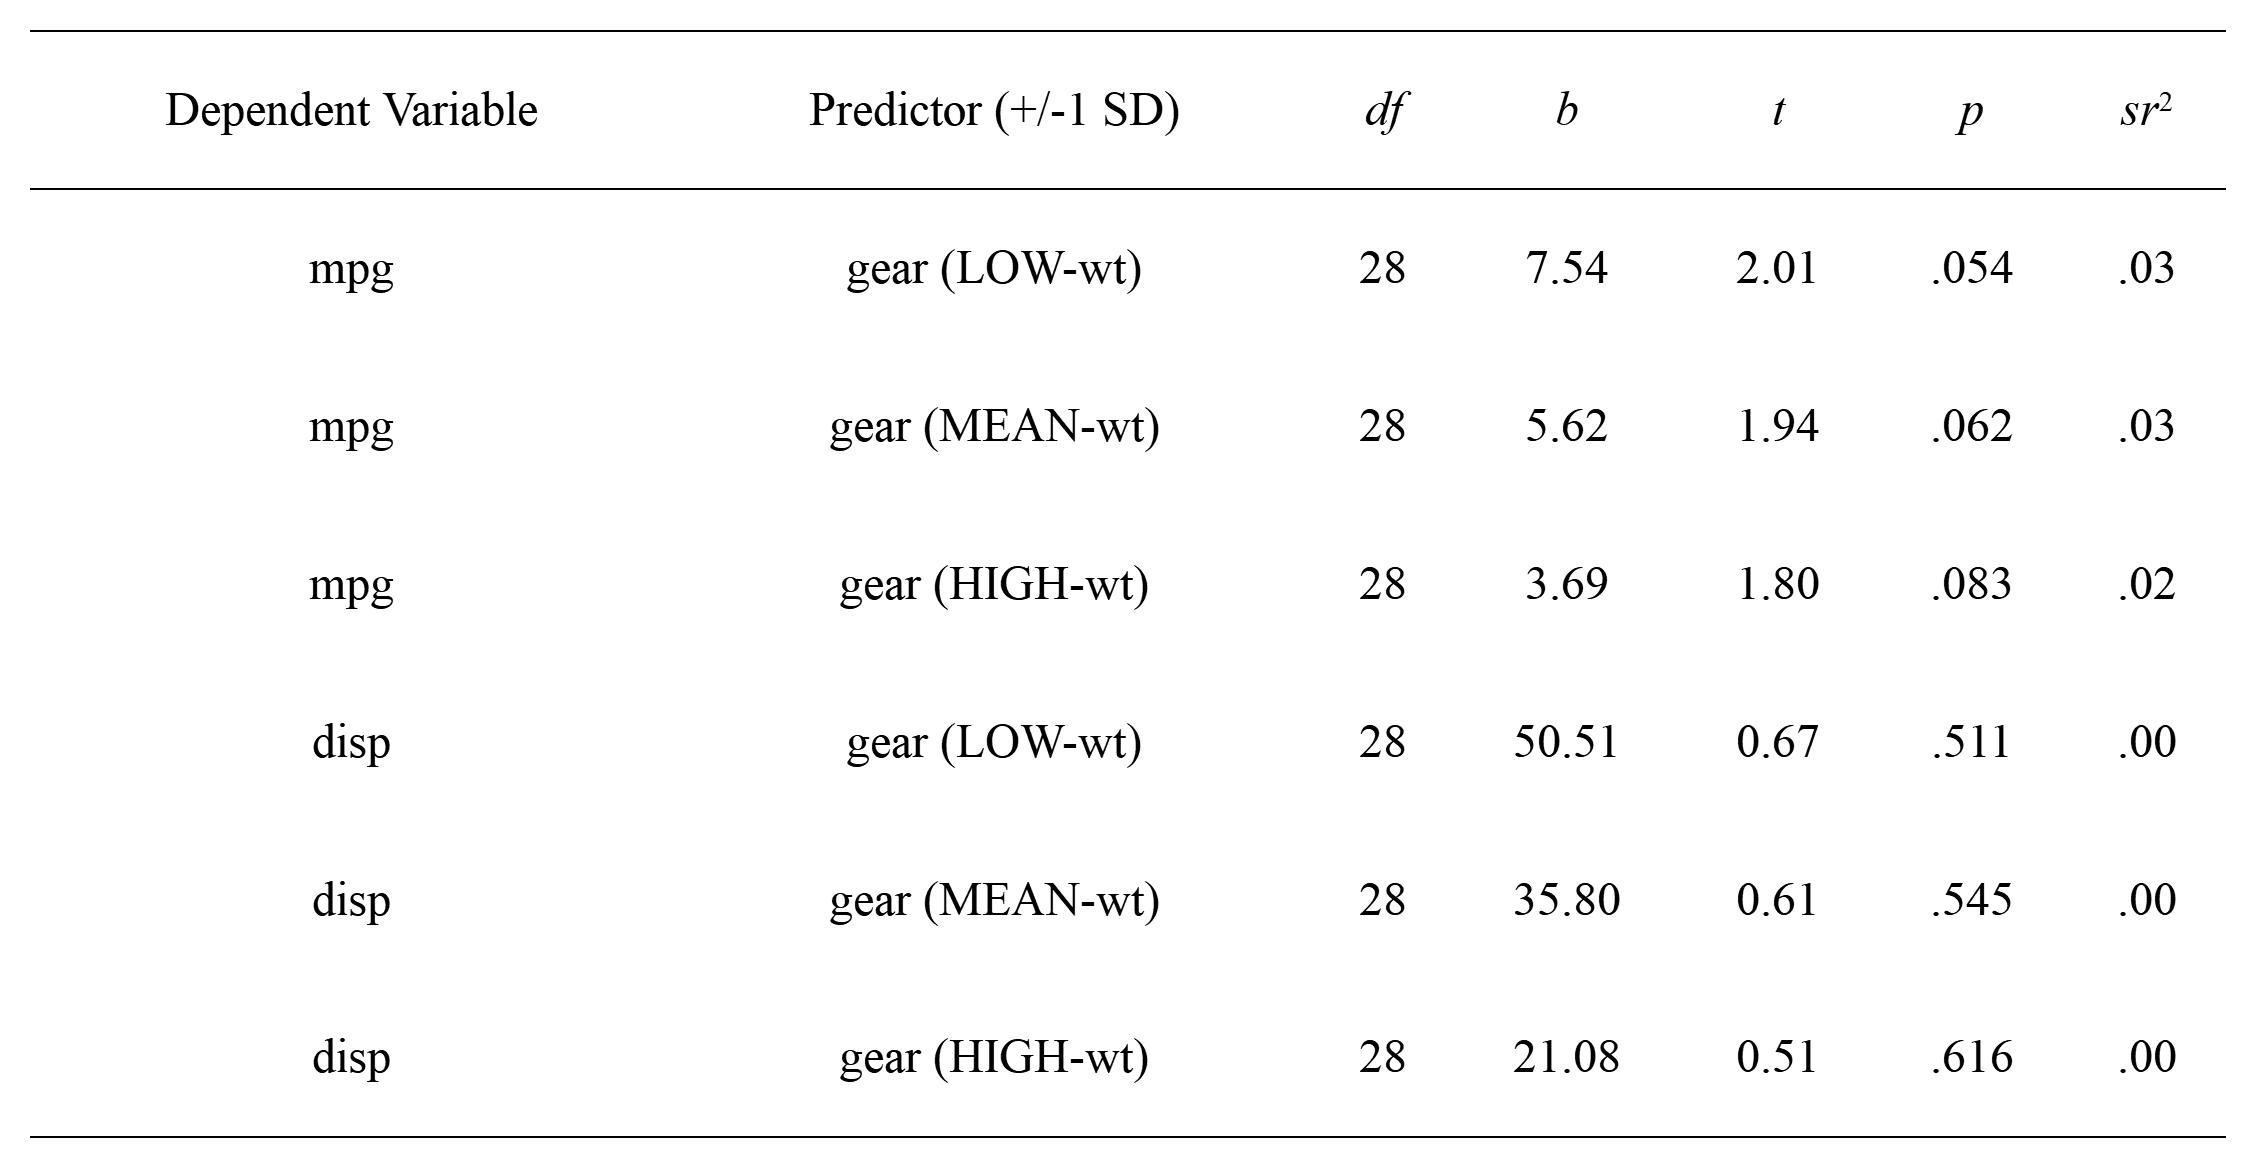 Dependent Variable Predictor (+/-1 SD) df b t p sr²
mpg gear (LOW-wt) 28 7.54 2.01 .054 .03
mpg gear (MEAN-wt) 28 5.62 1.94 .062 .03
mpg gear (HIGH-wt) 28 3.69 1.80 .083 .02
disp gear (LOW-wt) 28 50.51 0.67 .511 .00
disp gear (MEAN-wt) 28 35.80 0.61 .545 .00
disp gear (HIGH-wt) 28 21.08 0.51 .616 .00